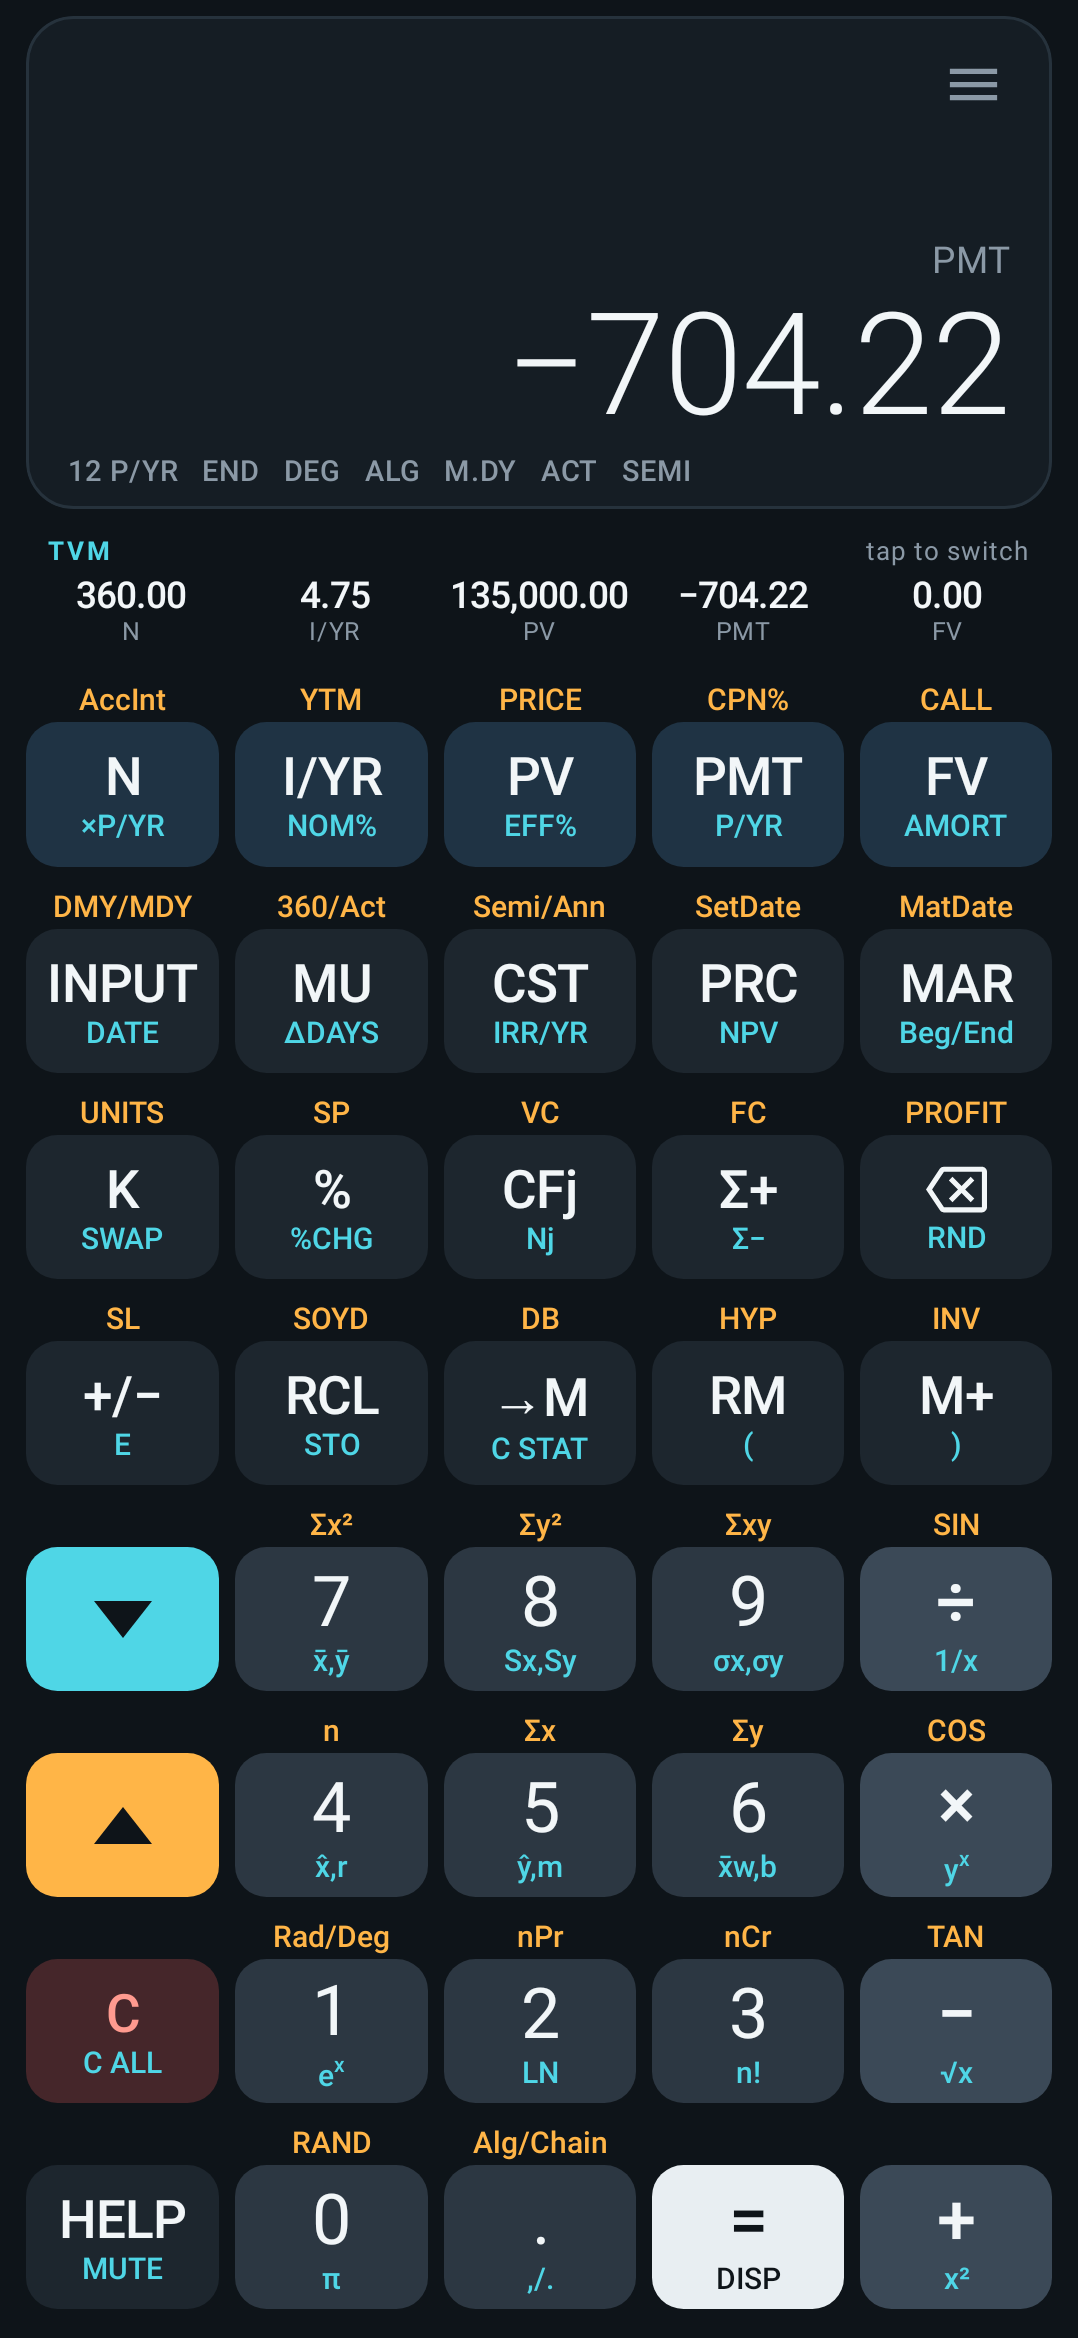 PMT
−704.22
12 P/YR END DEG ALG M.DY ACT SEMI
TVM tap to switch
360.00 4.75 135,000.00 −704.22 0.00
N I/YR PV PMT FV
AccInt YTM PRICE CPN% CALL
N I/YR PV PMT FV
×P/YR NOM% EFF% P/YR AMORT
DMY/MDY 360/Act Semi/Ann SetDate MatDate
INPUT MU CST PRC MAR
DATE ΔDAYS IRR/YR NPV Beg/End
UNITS SP VC FC PROFIT
K % CFj Σ+
SWAP %CHG Nj Σ− RND
SL SOYD DB HYP INV
+/− RCL →M RM M+
E STO C STAT ( )
Σx² Σy² Σxy SIN
7 8 9 ÷
x̄,ȳ Sx,Sy σx,σy 1/x
n Σx Σy COS
4 5 6 ×
x̂,r ŷ,m x̄w,b yˣ
Rad/Deg nPr nCr TAN
C 1 2 3 −
C ALL eˣ LN n! √x
RAND Alg/Chain
HELP 0 . = +
MUTE π ,/. DISP x²